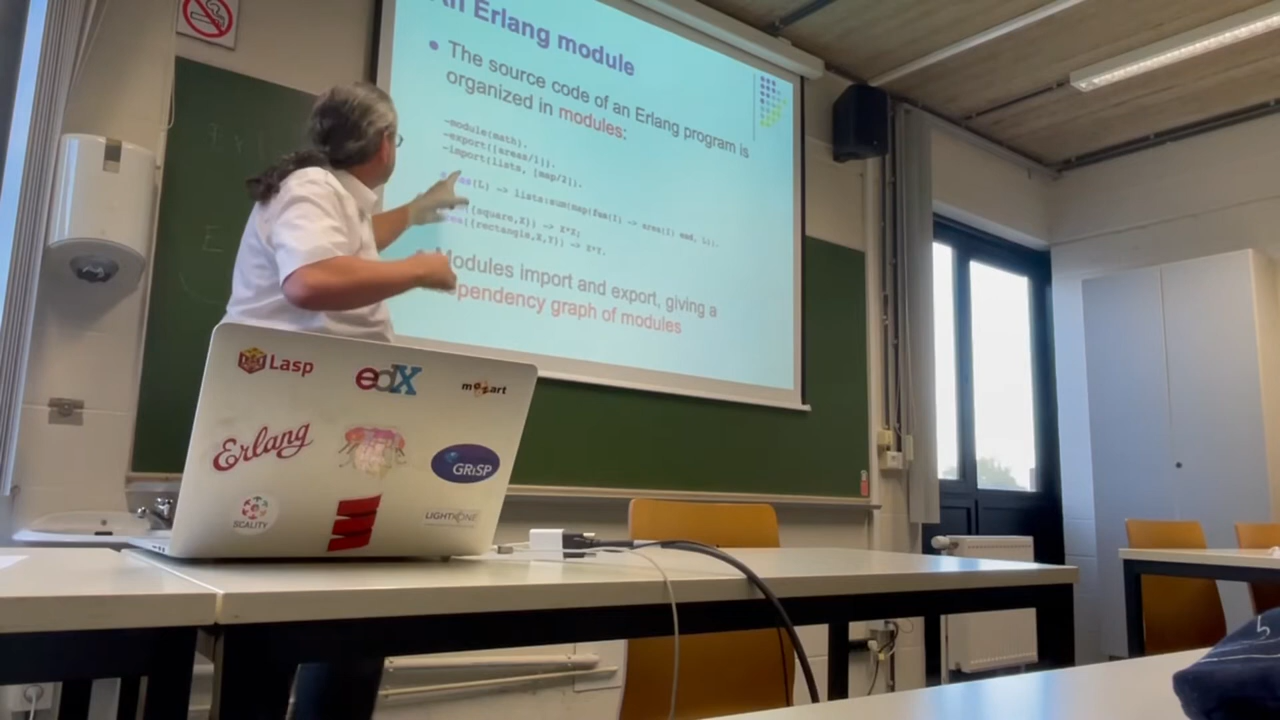 An Erlang module
The source code of an Erlang program is
organized in modules:
-module(math).
-export([areas/1]).
-import(lists, [map/2]).
(L) -> lists:sum(map(fun(I) -> area(I) end, L)).
({square,X}) -> X*X;
area({rectangle,X,Y}) -> X*Y.
Modules import and export, giving a
dependency graph of modules
Lasp
edX
mozart
Erlang
GRiSP
SCALITY
LIGHTKONE